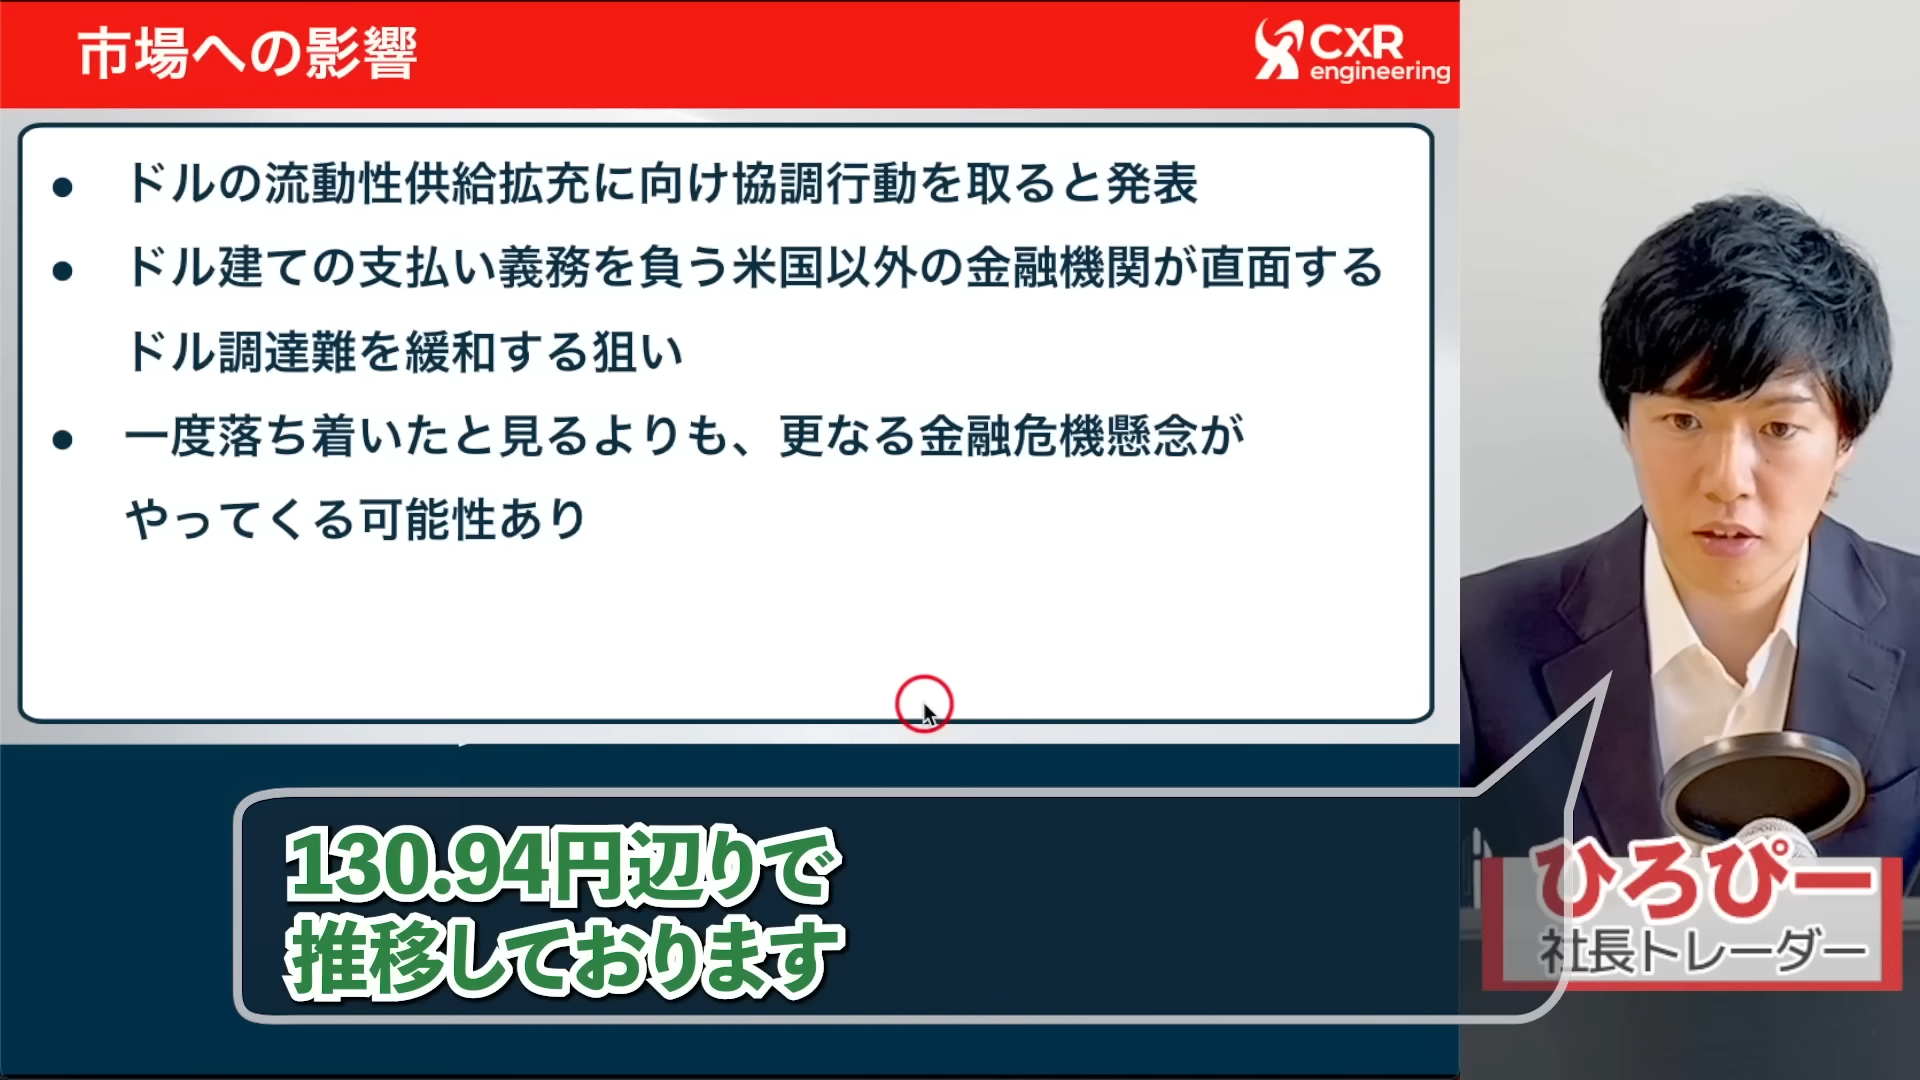 市場への影響
CXR
engineering
● ドルの流動性供給拡充に向け協調行動を取ると発表
● ドル建ての支払い義務を負う米国以外の金融機関が直面する
ドル調達難を緩和する狙い
● 一度落ち着いたと見るよりも、更なる金融危機懸念が
やってくる可能性あり
130.94円辺りで
推移しております
ひろぴー
社長トレーダー